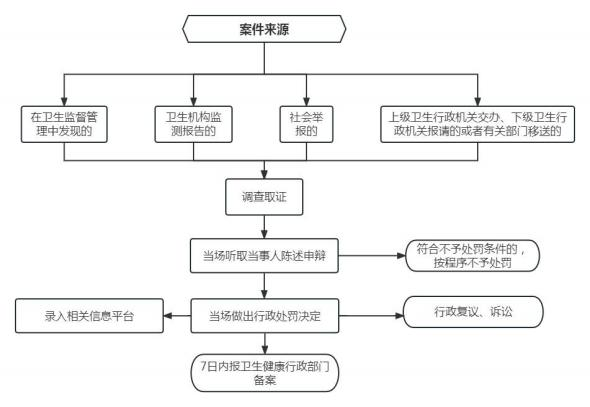 案件来源
在卫生监督管
理中发现的
卫生机构监
测报告的
社会举
报的
上级卫生行政机关交办、下级卫生行
政机关报请的或者有关部门移送的
调查取证
当场听取当事人陈述申辩
符合不予处罚条件的，
按程序不予处罚
录入相关信息平台
当场做出行政处罚决定
行政复议、诉讼
7日内报卫生健康行政部门
备案